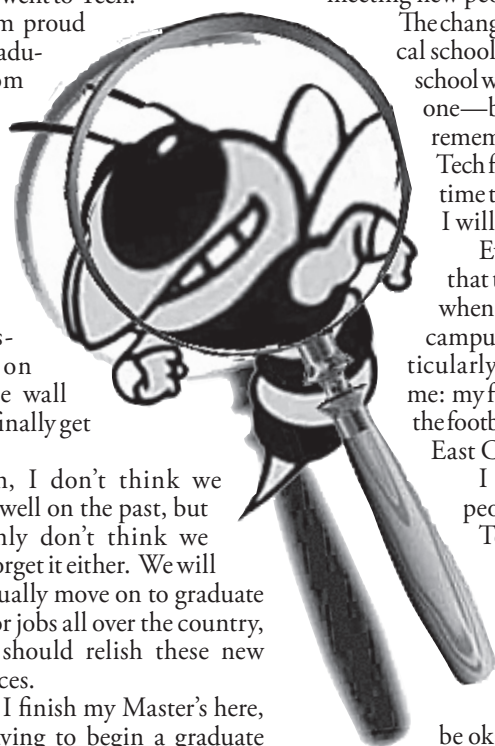 went to Tech.
m proud
adu-
om
s-
on
e wall
inally get
n, I don't think we
well on the past, but
nly don't think we
orget it either. We will
ually move on to graduate
or jobs all over the country,
should relish these new
ces.
I finish my Master's here,
ving to begin a graduate
meeting new pe
The chang
cal school
school w
one—b
remem
Tech f
time t
I will
Ev
that t
when
campu
ticularly
me: my f
the footb
East C
I
peo
Te
be ok